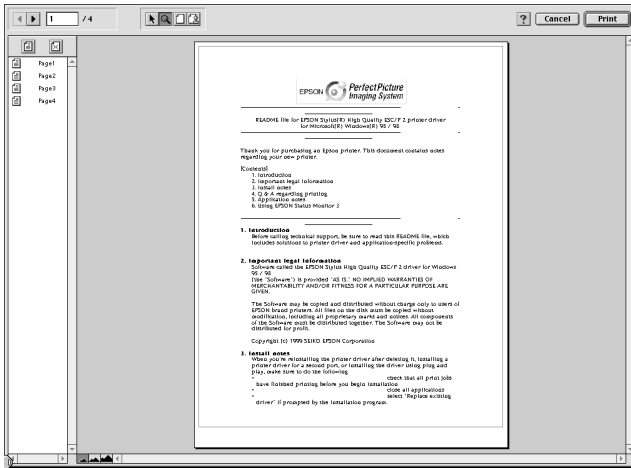 1 / 4
? Cancel Print
Page1
Page2
Page3
Page4
EPSON PerfectPicture
Imaging System
README file for EPSON Stylus(R) High Quality ESC/P 2 printer driver
for Microsoft(R) Windows(R) 95 / 98
Thank you for purchasing an Epson printer. This document contains notes
regarding your new printer.
[Contents]
1. Introduction
2. Important legal information
3. Install notes
4. Q & A regarding printing
5. Application notes
6. Using EPSON Status Monitor 3
1. Introduction
Before calling technical support, be sure to read this README file, which
includes solutions to printer driver and application-specific problems.
2. Important legal information
Software called the EPSON Stylus High Quality ESC/P 2 driver for Windows
95 / 98
(the "Software") is provided "AS IS." NO IMPLIED WARRANTIES OF
MERCHANTABILITY AND/OR FITNESS FOR A PARTICULAR PURPOSE ARE
GIVEN.
The Software may be copied and distributed without charge only to users of
EPSON brand printers. All files on the disk must be copied without
modification, including all proprietary marks and notices. All components
of the Software must be distributed together. The Software may not be
distributed for profit.
Copyright (c) 1999 SEIKO EPSON Corporation
3. Install notes
When you're reinstalling the printer driver after deleting it, installing a
printer driver for a second port, or installing the driver using plug and
play, make sure to do the following
• check that all print jobs
have finished printing before you begin installation
• close all applications
• select "Replace existing
driver" if prompted by the installation program.